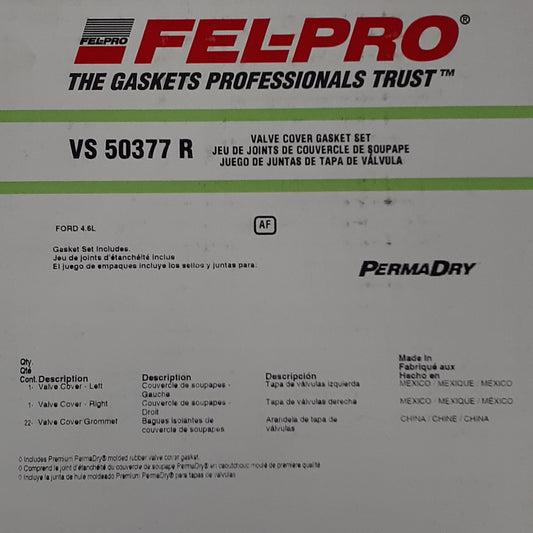 FEL-PRO
FEL-PRO®
THE GASKETS PROFESSIONALS TRUST™
VS 50377 R
VALVE COVER GASKET SET
JEU DE JOINTS DE COUVERCLE DE SOUPAPE
JUEGO DE JUNTAS DE TAPA DE VÁLVULA
FORD 4.6L
AF
Gasket Set Includes.
Jeu de joints d'étanchéité inclus
El juego de empaques incluye los sellos y juntas para:
PERMADRY
Qty.
Qté
Cont. Description Description Descripción
Made In
Fabriqué aux
Hecho en
1- Valve Cover - Left Couvercle de soupapes - Gauche Tapa de válvulas izquierda MEXICO / MEXIQUE / MÉXICO
1- Valve Cover - Right Couvercle de soupapes - Droit Tapa de válvulas derecha MEXICO / MEXIQUE / MÉXICO
22- Valve Cover Grommet Bagues isolantes de couvercle de soupapes Arandela de tapa de válvulas CHINA / CHINE / CHINA
◊ Includes Premium PermaDry® molded rubber valve cover gasket.
◊ Comprend le joint d'étanchéité du couvercle de soupape PermaDry® en caoutchouc moulé de première qualité
◊ Incluye la junta de hule moldeado Premium PermaDry® para tapas de válvulas